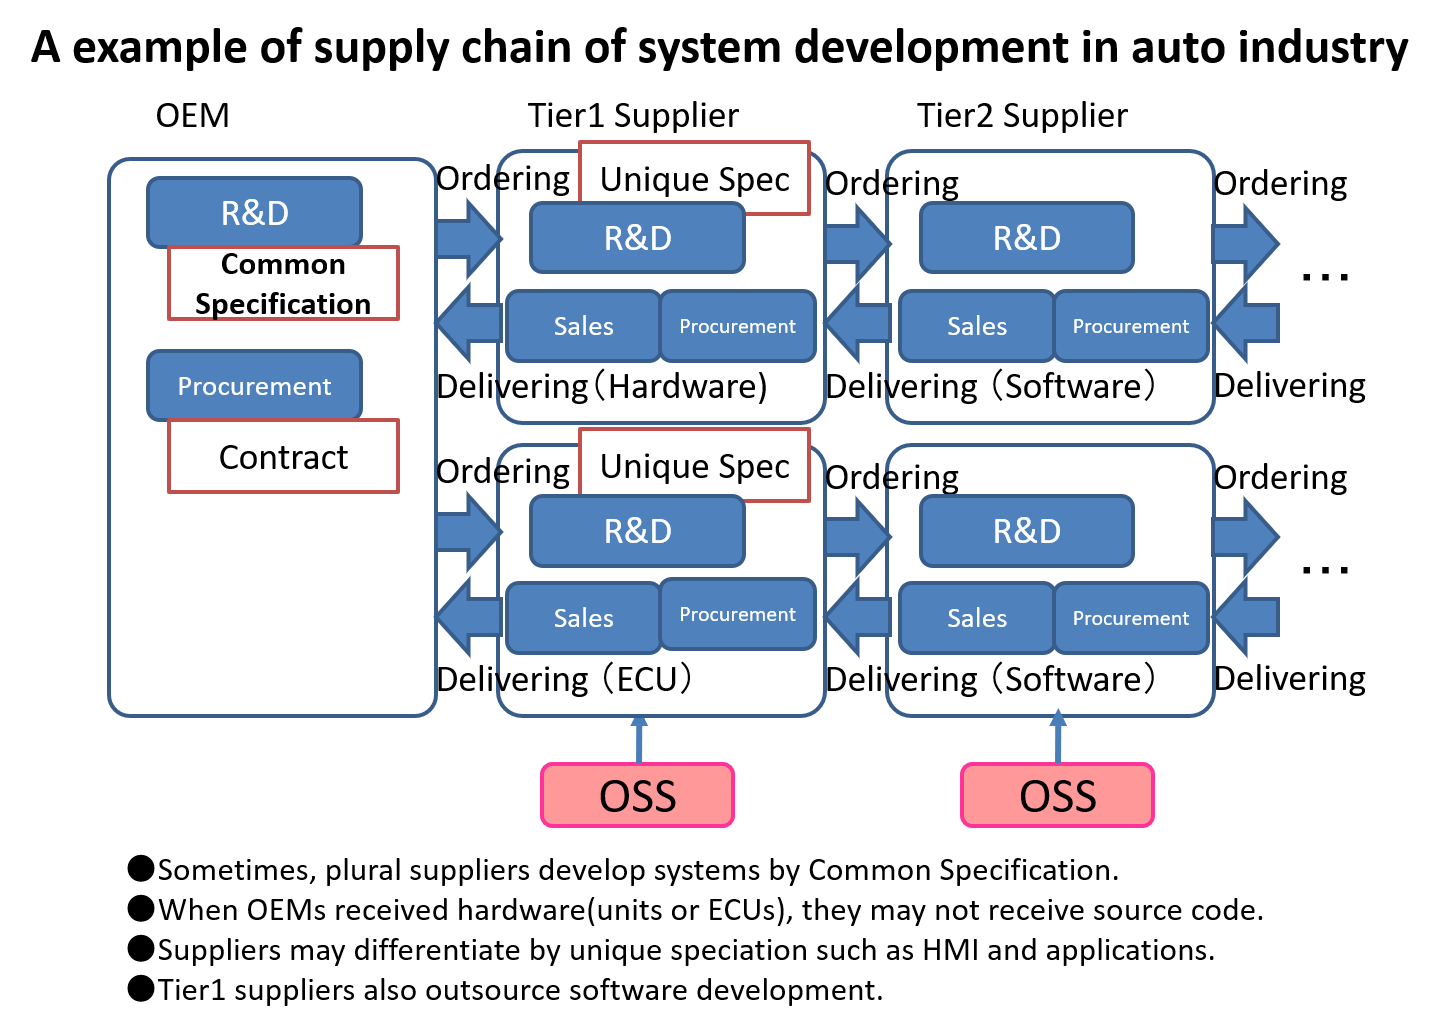 A example of supply chain of system development in auto industry
OEM
Tier1 Supplier
Tier2 Supplier
R&D
Common
Specification
Procurement
Contract
Ordering
Unique Spec
R&D
Sales
Procurement
Delivering（Hardware)
Ordering
R&D
Sales
Procurement
Delivering（Software）
Ordering
...
Delivering
Ordering
Unique Spec
R&D
Sales
Procurement
Delivering（ECU）
Ordering
R&D
Sales
Procurement
Delivering（Software）
Ordering
...
Delivering
OSS
OSS
●Sometimes, plural suppliers develop systems by Common Specification.
●When OEMs received hardware(units or ECUs), they may not receive source code.
●Suppliers may differentiate by unique speciation such as HMI and applications.
●Tier1 suppliers also outsource software development.